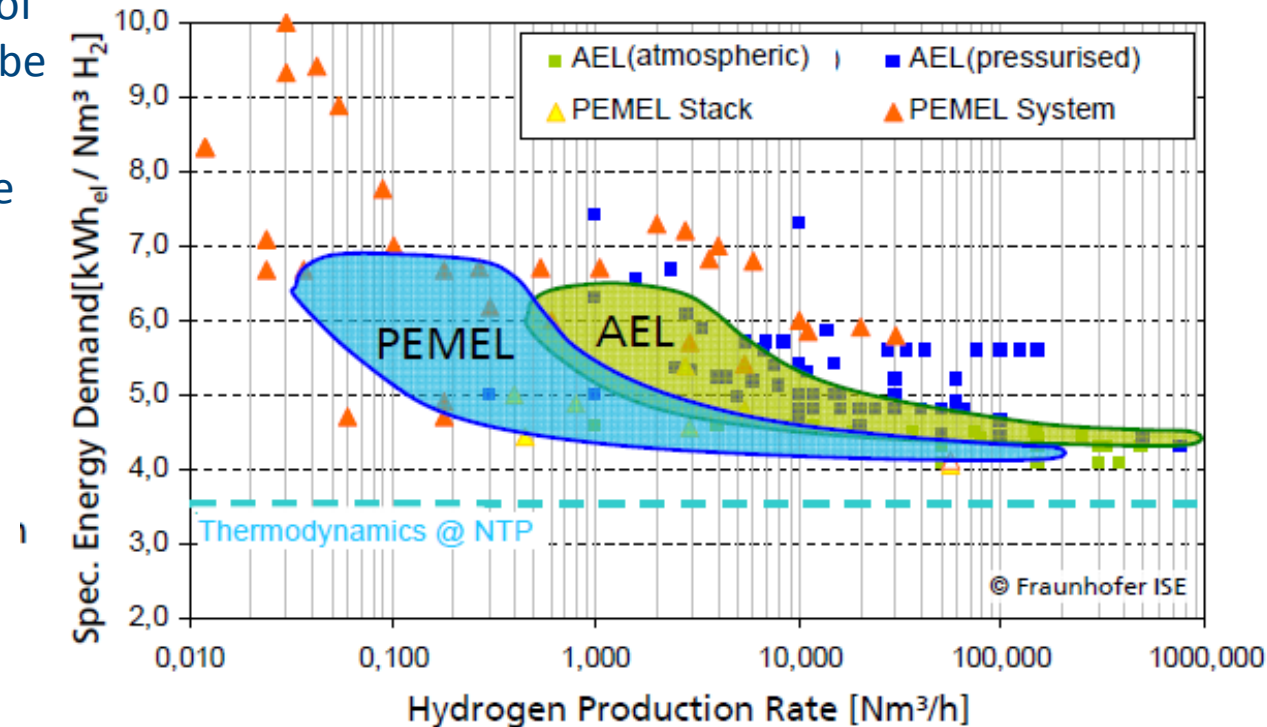 of
be
e
n
Spec. Energy Demand[kWhel / Nm³ H2]
10,0
9,0
8,0
7,0
6,0
5,0
4,0
3,0
2,0
AEL(atmospheric) )
AEL(pressurised)
PEMEL Stack
PEMEL System
PEMEL
AEL
Thermodynamics @ NTP
© Fraunhofer ISE
0,010
0,100
1,000
10,000
100,000
1000,000
Hydrogen Production Rate [Nm³/h]